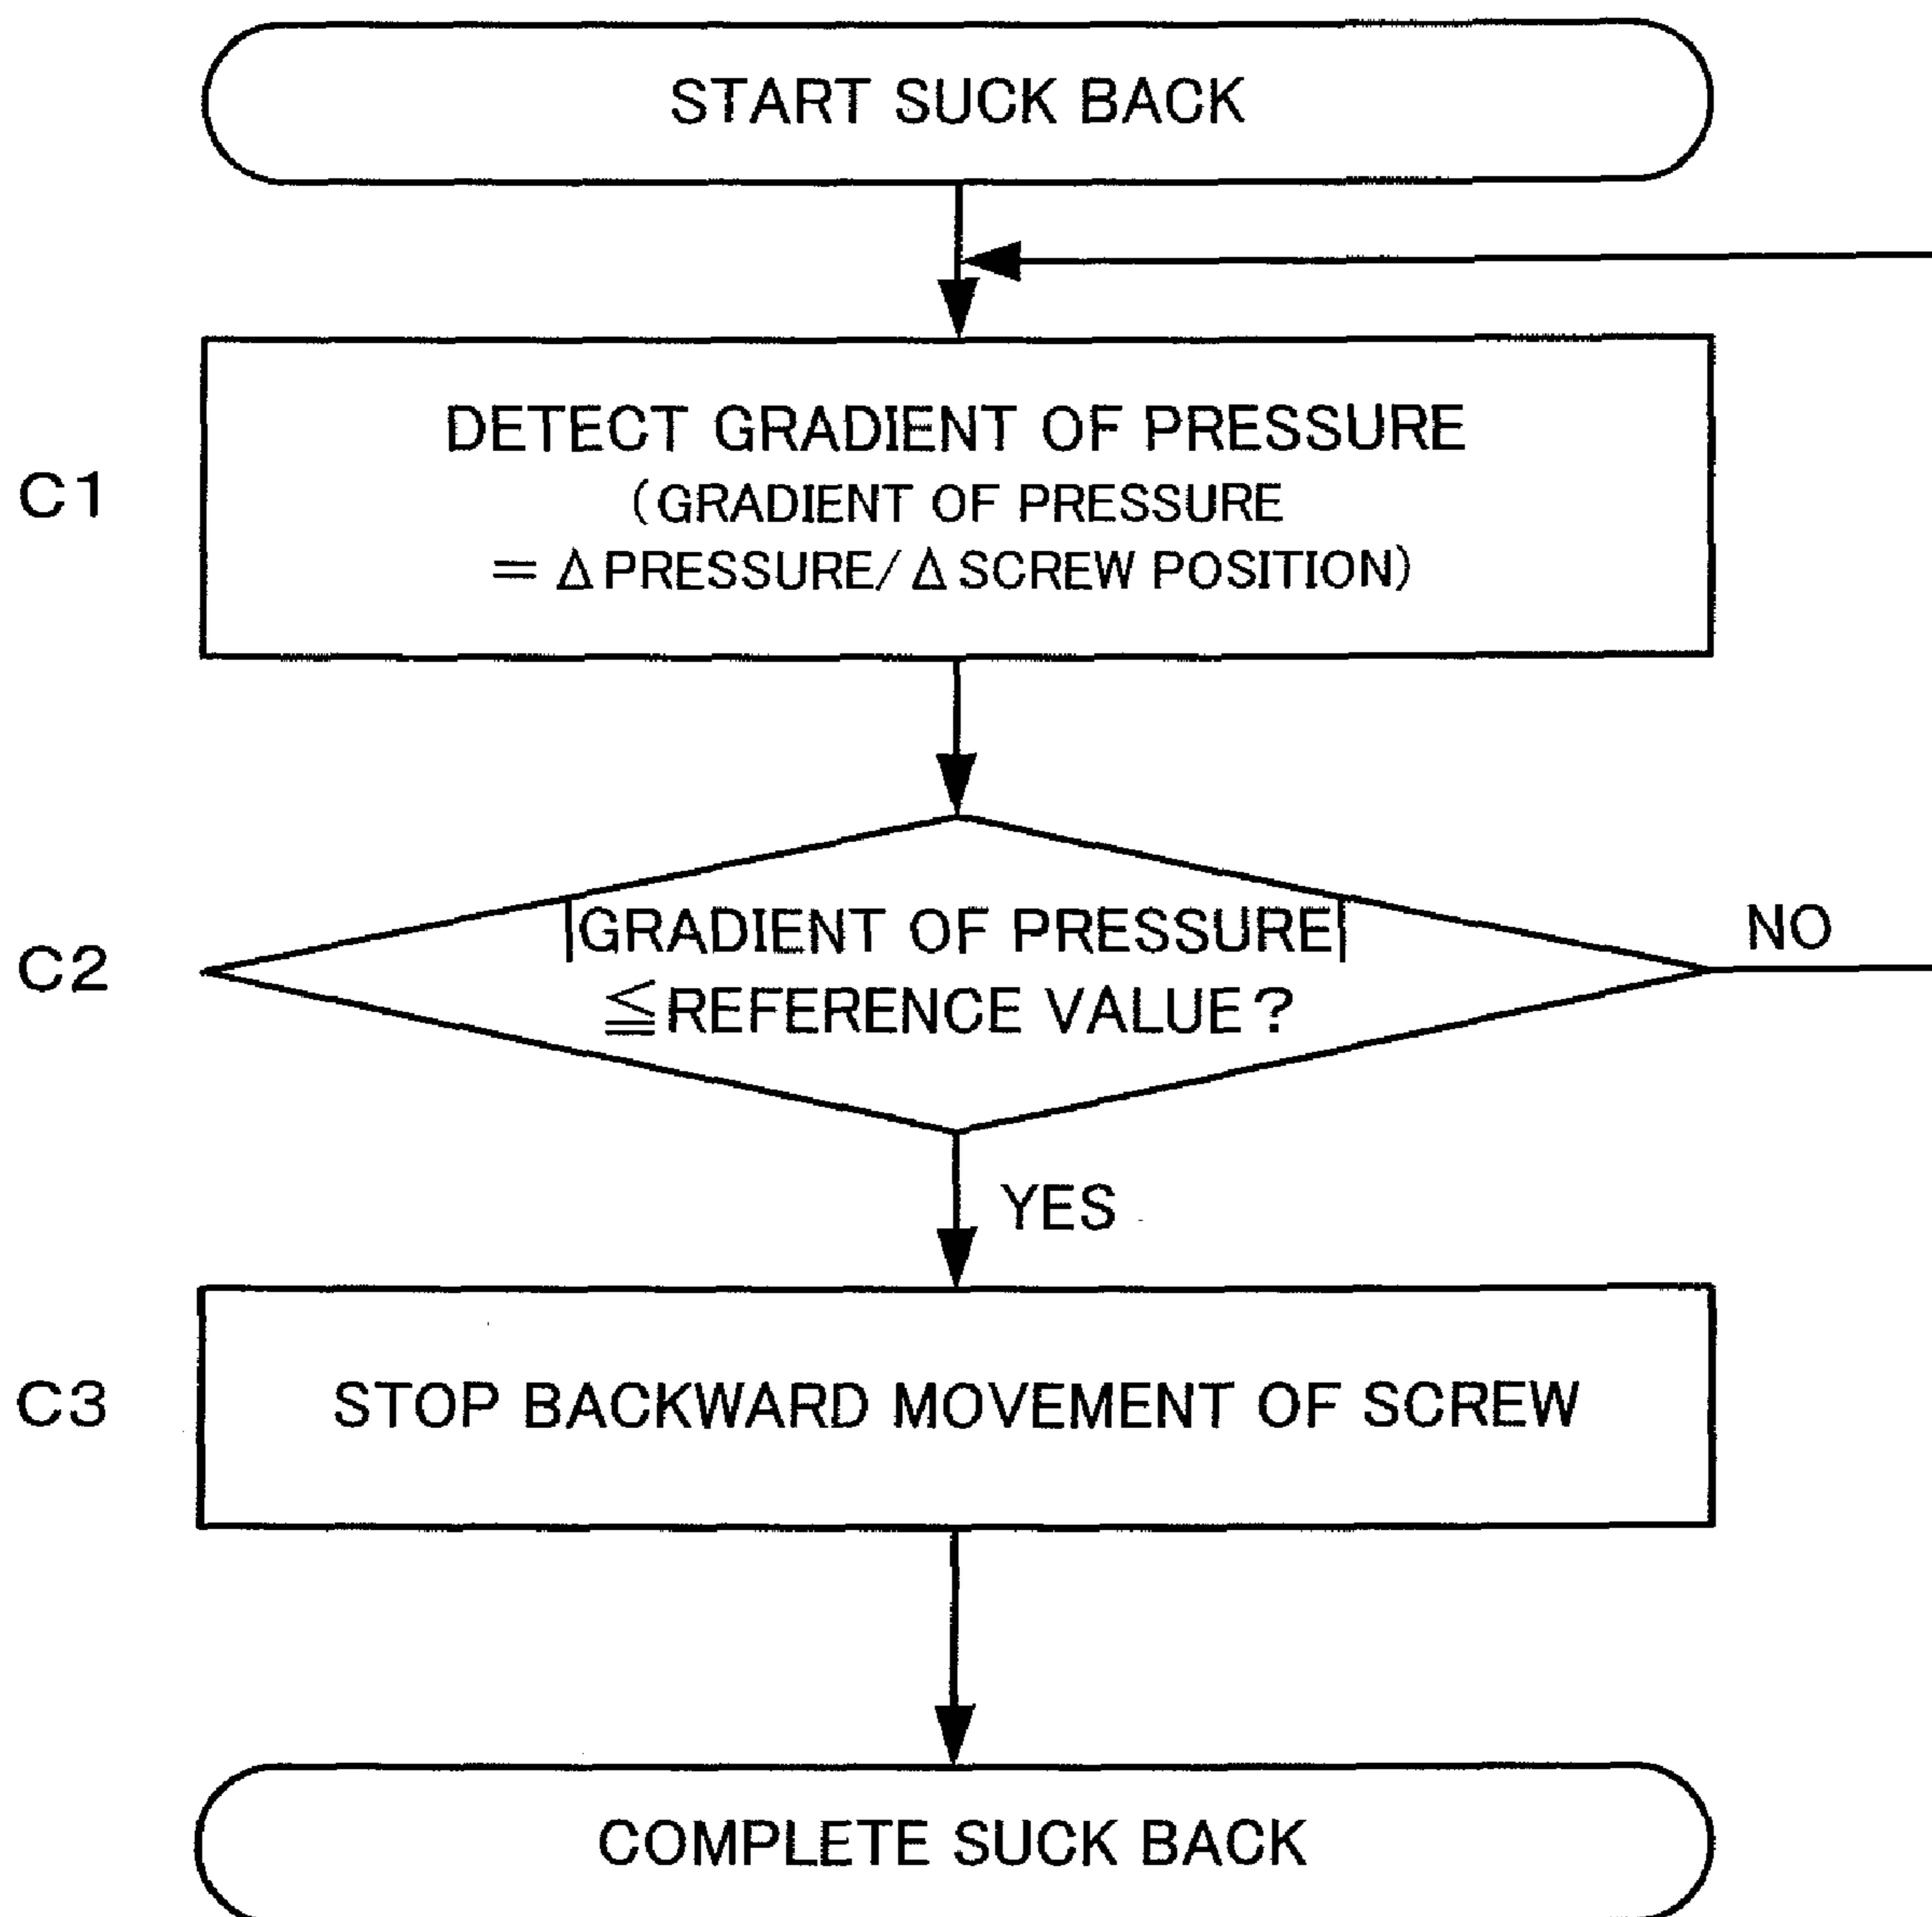 START SUCK BACK
C1
DETECT GRADIENT OF PRESSURE
(GRADIENT OF PRESSURE
= ΔPRESSURE/ΔSCREW POSITION)
C2
|GRADIENT OF PRESSURE|
≦REFERENCE VALUE?
NO
YES
C3
STOP BACKWARD MOVEMENT OF SCREW
COMPLETE SUCK BACK